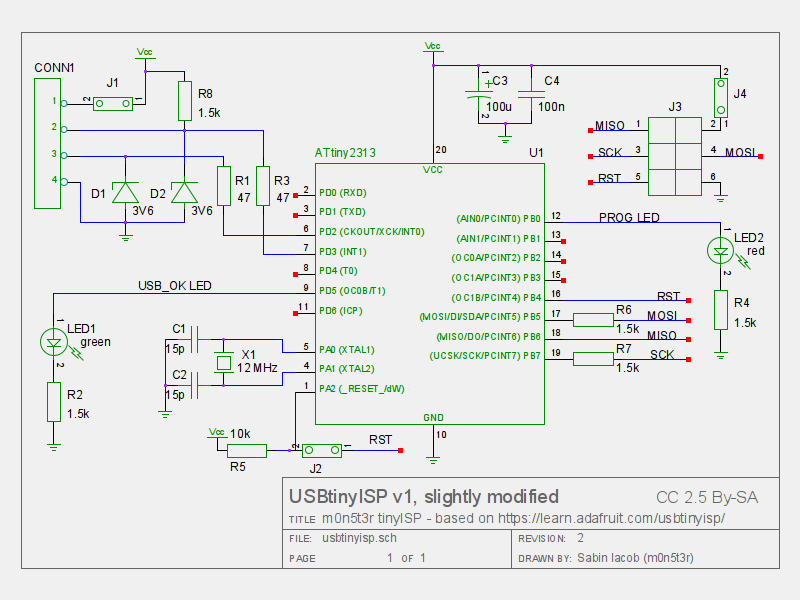 CONN1
1
2
3
4
J1
2
1
Vcc
R8
1.5k
D1
3V6
D2
3V6
R1
47
R3
47
Vcc
1
+
C3
100u
2
C4
100n
2
J4
1
J3
MISO 1
2
SCK 3
4 MOSI
RST 5
6
ATtiny2313
U1
20
VCC
2 PD0 (RXD)
3 PD1 (TXD)
6 PD2 (CKOUT/XCK/INT0)
7 PD3 (INT1)
8 PD4 (T0)
9 PD5 (OC0B/T1)
11 PD6 (ICP)
5 PA0 (XTAL1)
4 PA1 (XTAL2)
1 PA2 (_RESET_/dW)
(AIN0/PCINT0) PB0 12
(AIN1/PCINT1) PB1 13
(OC0A/PCINT2) PB2 14
(OC1A/PCINT3) PB3 15
(OC1B/PCINT4) PB4 16
(MOSI/DI/SDA/PCINT5) PB5 17
(MISO/DO/PCINT6) PB6 18
(UCSK/SCK/PCINT7) PB7 19
GND
10
PROG LED
1
LED2
red
2
R4
1.5k
RST
R6
MOSI
1.5k
MISO
R7
SCK
1.5k
USB_OK LED
1
LED1
green
2
R2
1.5k
C1
15p
C2
15p
X1
12 MHz
Vcc
10k
R5
2
1
J2
RST
USBtinyISP v1, slightly modified
CC 2.5 By-SA
TITLE m0n5t3r tinyISP - based on https://learn.adafruit.com/usbtinyisp/
FILE: usbtinyisp.sch
REVISION: 2
PAGE 1 OF 1
DRAWN BY: Sabin Iacob (m0n5t3r)